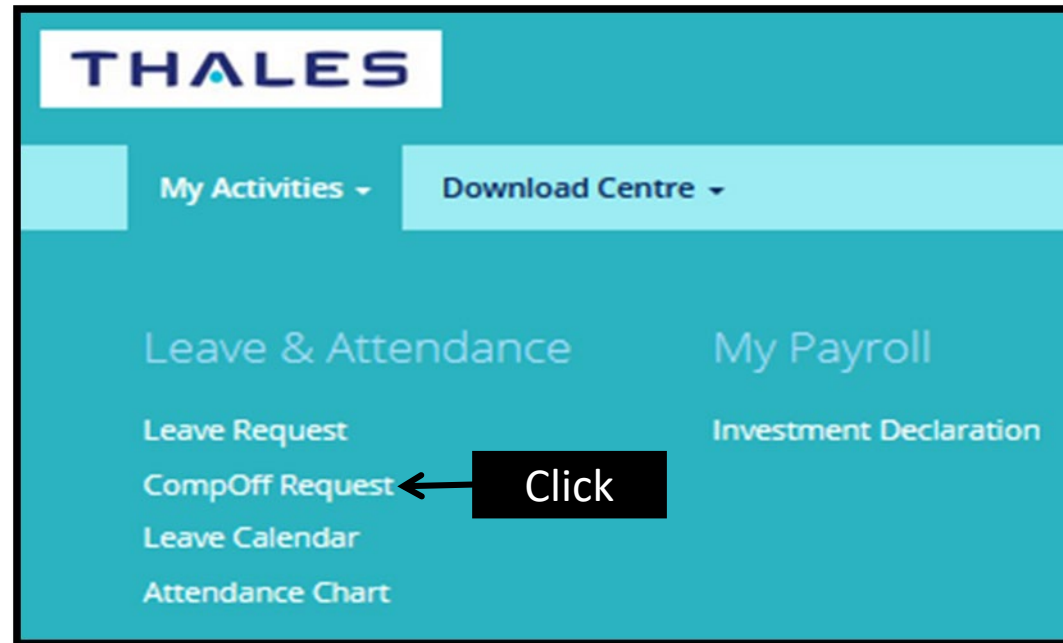 THALES
My Activities
Download Centre
Leave & Attendance
My Payroll
Leave Request
Investment Declaration
CompOff Request
Click
Leave Calendar
Attendance Chart